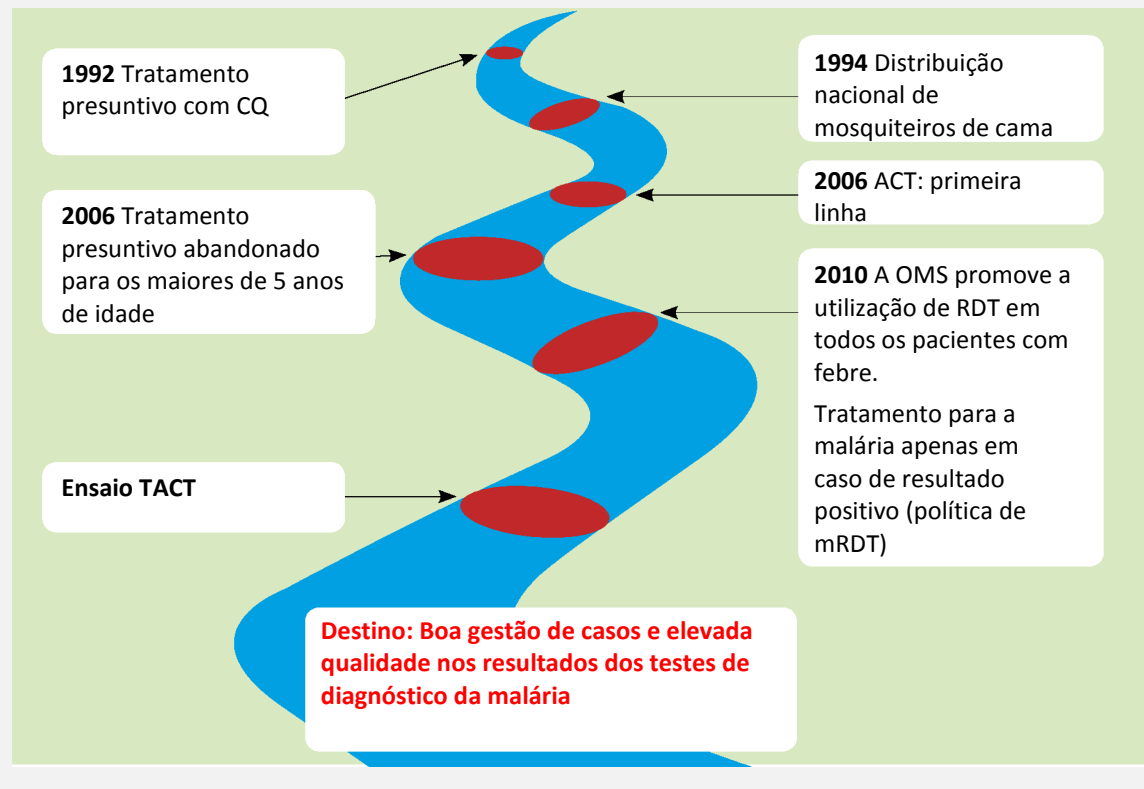 1992 Tratamento
presuntivo com CQ
1994 Distribuição
nacional de
mosquiteiros de cama
2006 ACT: primeira
linha
2006 Tratamento
presuntivo abandonado
para os maiores de 5 anos
de idade
2010 A OMS promove a
utilização de RDT em
todos os pacientes com
febre.
Tratamento para a
malária apenas em
caso de resultado
positivo (política de
mRDT)
Ensaio TACT
Destino: Boa gestão de casos e elevada
qualidade nos resultados dos testes de
diagnóstico da malária